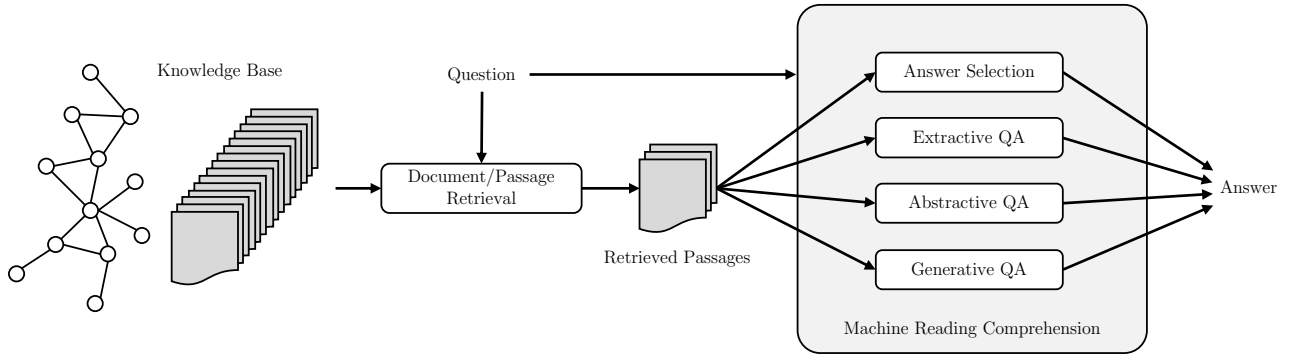 Knowledge Base
Question
Document/Passage
Retrieval
Retrieved Passages
Answer Selection
Extractive QA
Abstractive QA
Generative QA
Machine Reading Comprehension
Answer